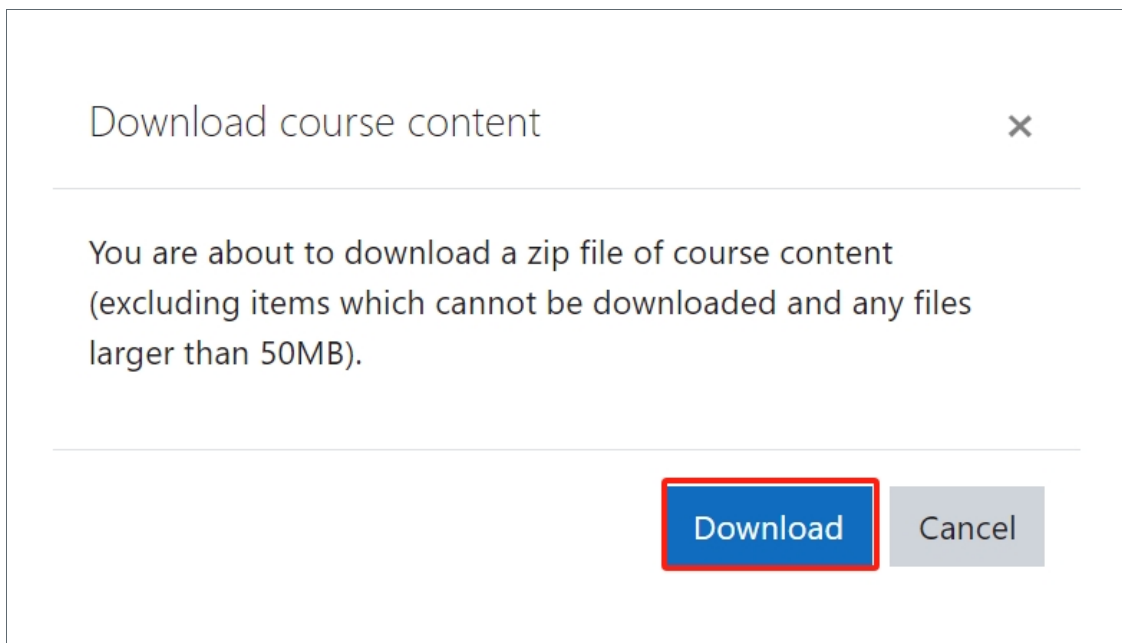 Download course content
You are about to download a zip file of course content
(excluding items which cannot be downloaded and any files
larger than 50MB).
Download
Cancel